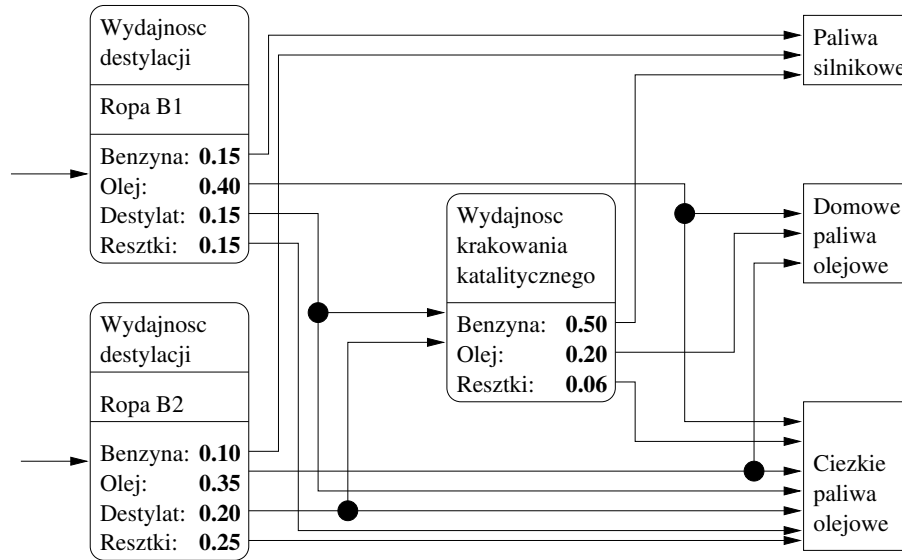 Wydajnosc
destylacji
Ropa B1
Benzyna: 0.15
Olej: 0.40
Destylat: 0.15
Resztki: 0.15
Wydajnosc
destylacji
Ropa B2
Benzyna: 0.10
Olej: 0.35
Destylat: 0.20
Resztki: 0.25
Wydajnosc
krakowania
katalitycznego
Benzyna: 0.50
Olej: 0.20
Resztki: 0.06
Paliwa
silnikowe
Domowe
paliwa
olejowe
Ciezkie
paliwa
olejowe